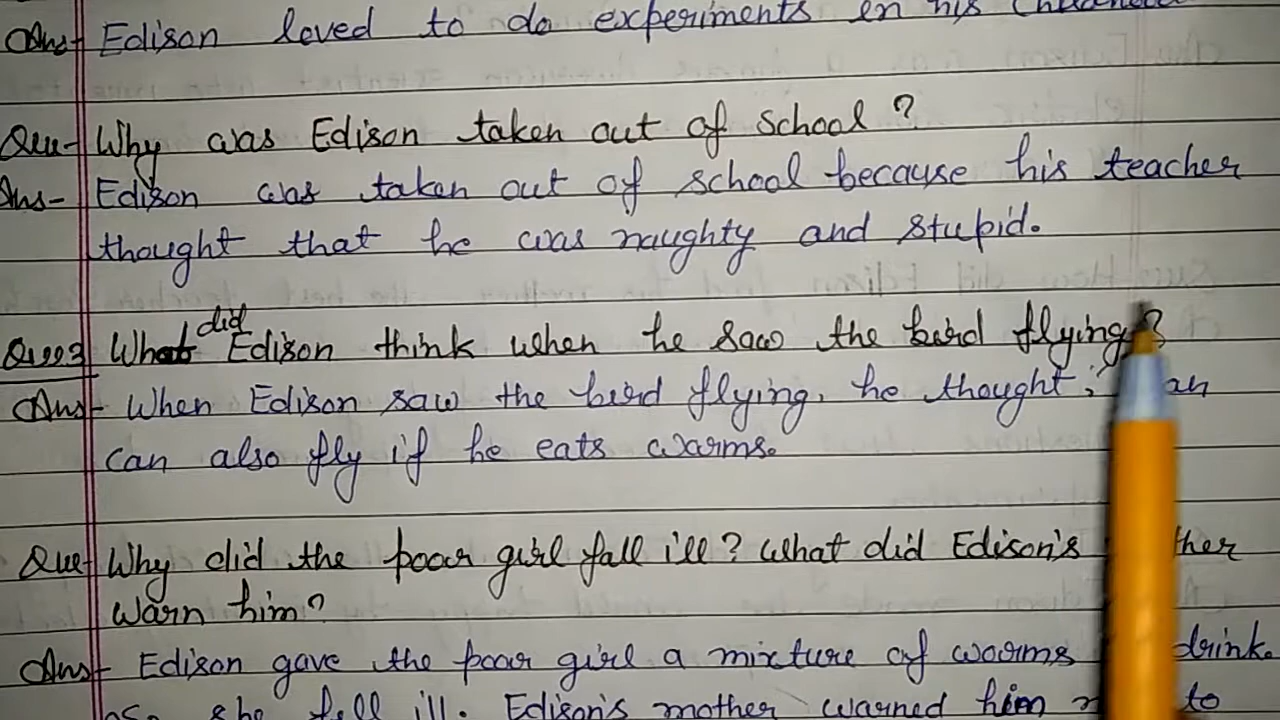 Ans- Edison loved to do experiments in his
Que- Why was Edison taken out of school?
Ans- Edison was taken out of school because his teacher
thought that he was naughty and stupid.
Que3 What did Edison think when he saw the bird flying?
Ans- When Edison saw the bird flying, he thought,
can also fly if he eats warms.
Que- Why did the poor girl fall ill? What did Edison's
warn him?
Ans- Edison gave the poor girl a mixture of woorms drink.
she fell ill. Edison's mother warned him to